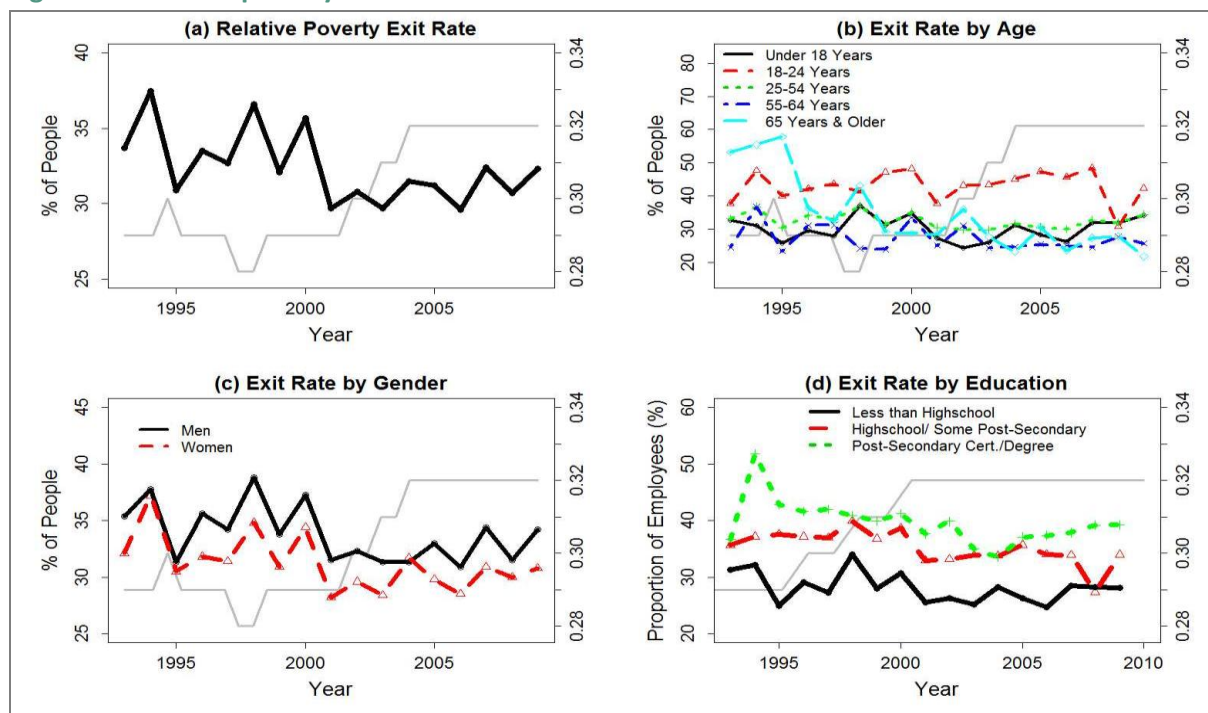 (a) Relative Poverty Exit Rate
% of People
40
35
30
25
0.34
0.32
0.30
0.28
1995 2000 2005
Year
(b) Exit Rate by Age
% of People
80
70
60
50
40
30
20
Under 18 Years
18-24 Years
25-54 Years
55-64 Years
65 Years & Older
0.34
0.32
0.30
0.28
1995 2000 2005
Year
(c) Exit Rate by Gender
% of People
45
40
35
30
25
Men
Women
0.34
0.32
0.30
0.28
1995 2000 2005
Year
(d) Exit Rate by Education
Proportion of Employees (%)
60
50
40
30
20
Less than Highschool
Highschool/ Some Post-Secondary
Post-Secondary Cert./Degree
0.34
0.32
0.30
0.28
1995 2000 2005 2010
Year